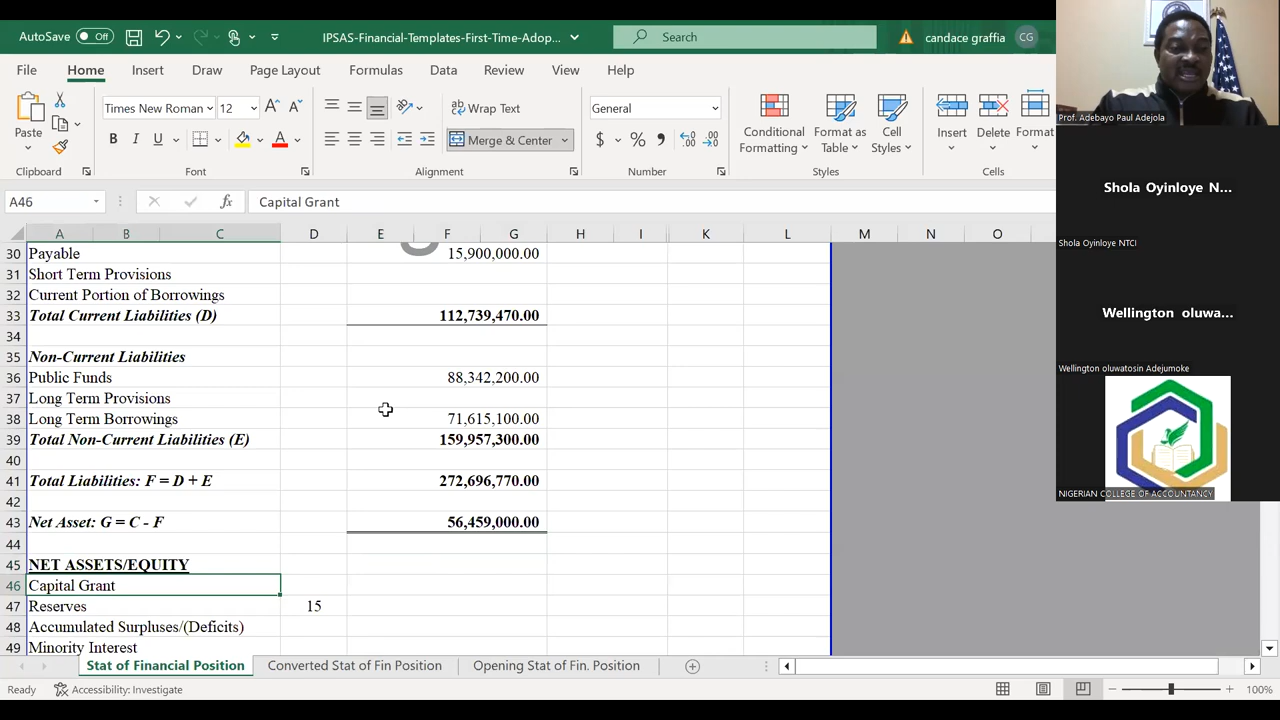 AutoSave Off IPSAS-Financial-Templates-First-Time-Adop... Search candace graffia CG
File Home Insert Draw Page Layout Formulas Data Review View Help
Paste Times New Roman 12 Wrap Text General Conditional Formatting Format as Table Cell Styles Insert Delete Format
B I U A Merge & Center $ % ,
Clipboard Font Alignment Number Styles Cells
A46 fx Capital Grant
A B C D E F G H I J K L M N O
30 Payable 15,900,000.00
31 Short Term Provisions
32 Current Portion of Borrowings
33 Total Current Liabilities (D) 112,739,470.00
34
35 Non-Current Liabilities
36 Public Funds 88,342,200.00
37 Long Term Provisions
38 Long Term Borrowings 71,615,100.00
39 Total Non-Current Liabilities (E) 159,957,300.00
40
41 Total Liabilities: F = D + E 272,696,770.00
42
43 Net Asset: G = C - F 56,459,000.00
44
45 NET ASSETS/EQUITY
46 Capital Grant
47 Reserves 15
48 Accumulated Surpluses/(Deficits)
49 Minority Interest
Stat of Financial Position Converted Stat of Fin Position Opening Stat of Fin. Position
Ready Accessibility: Investigate 100%
Prof. Adebayo Paul Adejola
Shola Oyinloye N...
Shola Oyinloye NTCI
Wellington oluwa...
Wellington oluwatosin Adejumoke
NIGERIAN COLLEGE OF ACCOUNTANCY